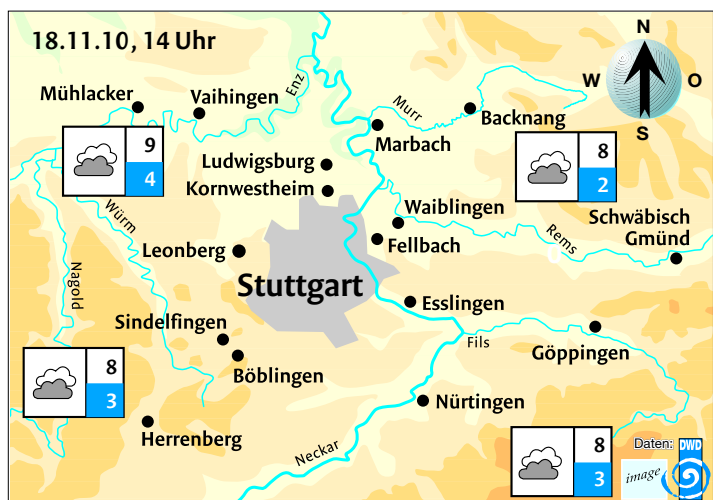 18.11.10, 14 Uhr
N
W
O
S
Enz
Mühlacker
Vaihingen
Murr
Backnang
Marbach
9
4
8
2
Ludwigsburg
Kornwestheim
Würm
Waiblingen
Schwäbisch
Gmünd
Rems
Fellbach
Leonberg
Nagold
Stuttgart
Esslingen
Sindelfingen
Fils
Göppingen
8
3
Böblingen
Nürtingen
Herrenberg
Neckar
8
3
Daten:
DWD
image